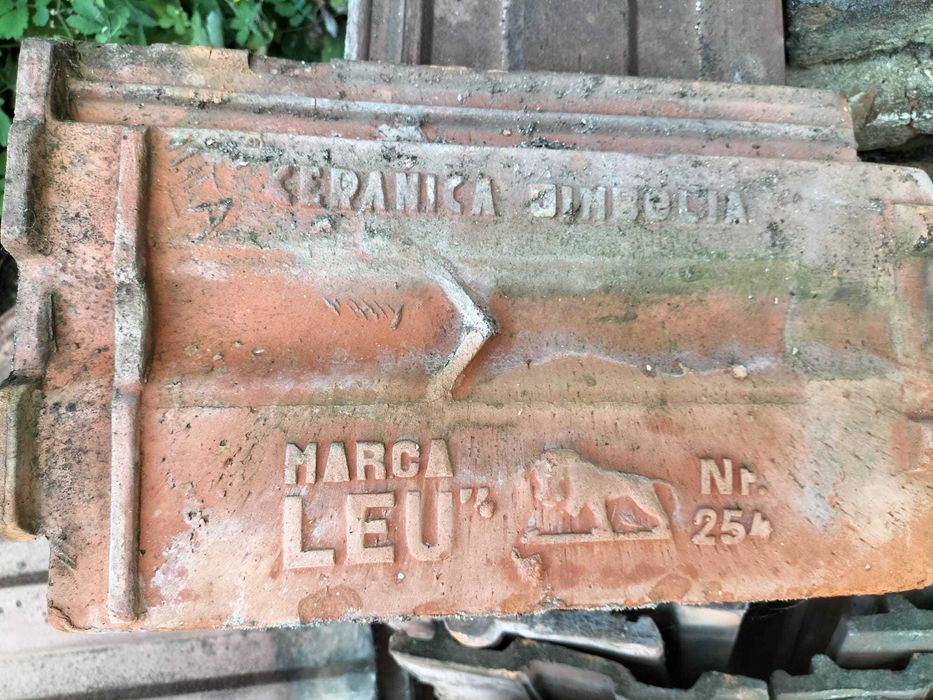 CERAMICA JIMBOLIA
MARCA
LEU"
Nr.
254